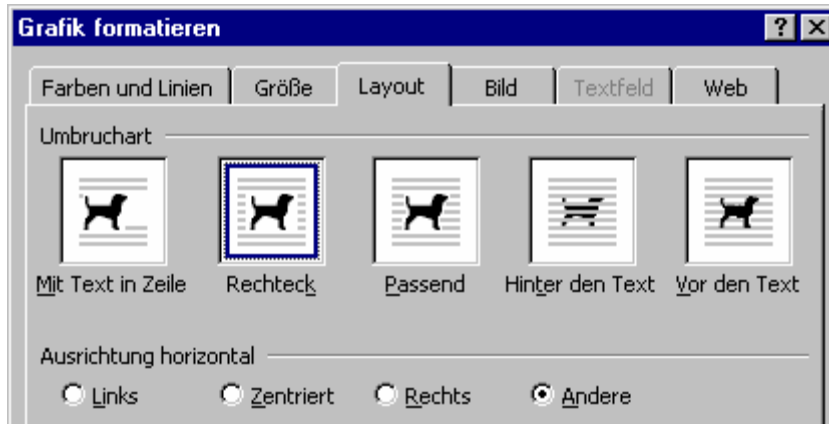 Grafik formatieren
Farben und Linien Größe Layout Bild Textfeld Web
Umbruchart
Mit Text in Zeile Rechteck Passend Hinter den Text Vor den Text
Ausrichtung horizontal
Links Zentriert Rechts Andere